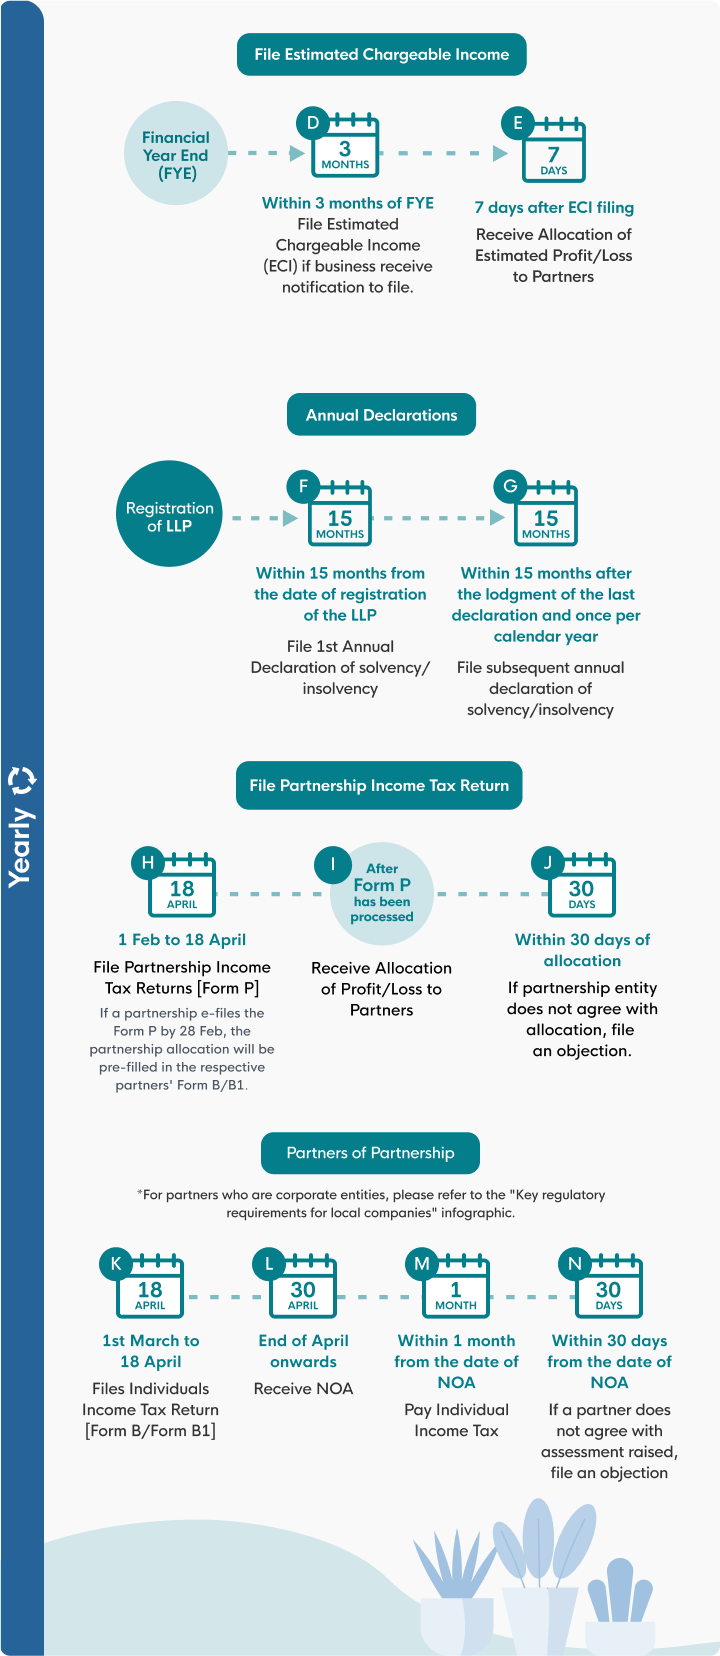 Yearly
File Estimated Chargeable Income
Financial
Year End
(FYE)
D
3
MONTHS
Within 3 months of FYE
File Estimated
Chargeable Income
(ECI) if business receive
notification to file.
E
7
DAYS
7 days after ECI filing
Receive Allocation of
Estimated Profit/Loss
to Partners
Annual Declarations
Registration
of LLP
F
15
MONTHS
Within 15 months from
the date of registration
of the LLP
File 1st Annual
Declaration of solvency/
insolvency
G
15
MONTHS
Within 15 months after
the lodgment of the last
declaration and once per
calendar year
File subsequent annual
declaration of
solvency/insolvency
File Partnership Income Tax Return
H
18
APRIL
1 Feb to 18 April
File Partnership Income
Tax Returns [Form P]
If a partnership e-files the
Form P by 28 Feb, the
partnership allocation will be
pre-filled in the respective
partners' Form B/B1.
I
After
Form P
has been
processed
Receive Allocation
of Profit/Loss to
Partners
J
30
DAYS
Within 30 days of
allocation
If partnership entity
does not agree with
allocation, file
an objection.
Partners of Partnership
*For partners who are corporate entities, please refer to the "Key regulatory
requirements for local companies" infographic.
K
18
APRIL
1st March to
18 April
Files Individuals
Income Tax Return
[Form B/Form B1]
L
30
APRIL
End of April
onwards
Receive NOA
M
1
MONTH
Within 1 month
from the date of
NOA
Pay Individual
Income Tax
N
30
DAYS
Within 30 days
from the date of
NOA
If a partner does
not agree with
assessment raised,
file an objection